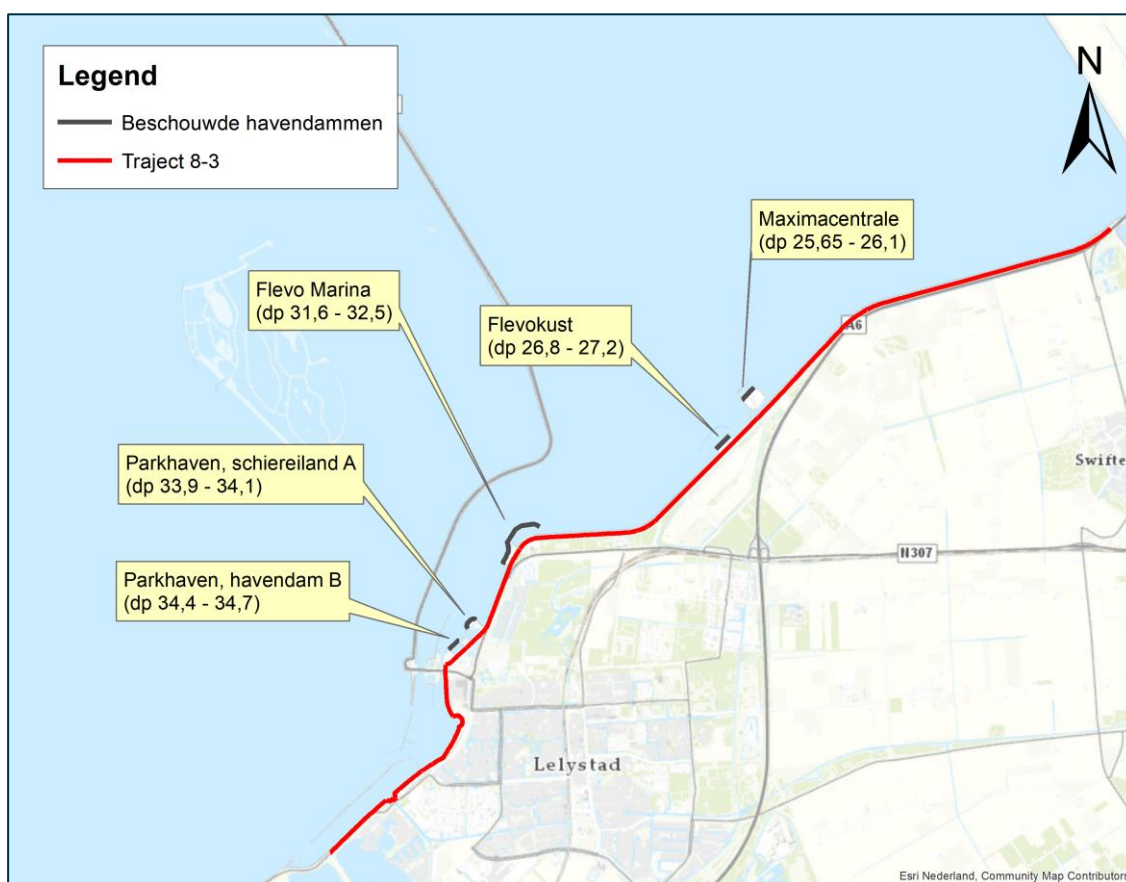 Legend
Beschouwde havendammen
Traject 8-3
N
Maximacentrale
(dp 25,65 - 26,1)
Flevo Marina
(dp 31,6 - 32,5)
Flevokust
(dp 26,8 - 27,2)
A6
Parkhaven, schiereiland A
(dp 33,9 - 34,1)
Swifte
N307
Parkhaven, havendam B
(dp 34,4 - 34,7)
Lelystad
Esri Nederland, Community Map Contributors